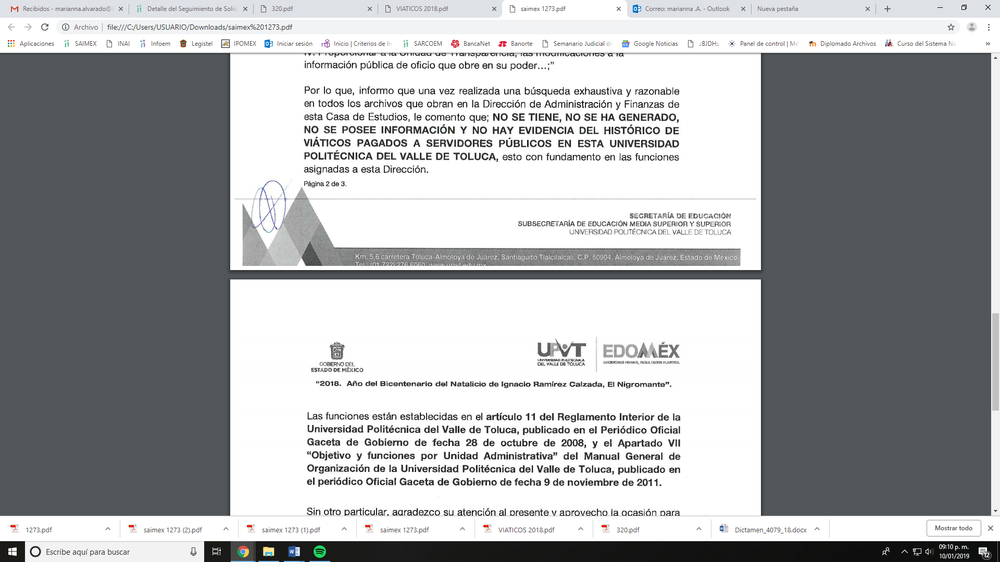 Recibidos - marianna.alvarado@i
Detalle del Seguimiento de Solici
320.pdf
VIATICOS 2018.pdf
saimex 1273.pdf
Correo: marianna .A. - Outlook
Nueva pestaña
Archivo
file:///C:/Users/USUARIO/Downloads/saimex%201273.pdf
Aplicaciones
SAIMEX
INAI
Infoem
Legistel
IPOMEX
Iniciar sesión
Inicio | Criterios de In
SARCOEM
BancaNet
Banorte
Semanario Judicial de
Google Noticias
.:BJDH:.
Panel de control | Mé
Diplomado Archivos
Curso del Sistema Na
»
IV. Proporcionar a la Unidad de Transparencia, las modificaciones a la
información pública de oficio que obre en su poder...;”
Por lo que, informo que una vez realizada una búsqueda exhaustiva y razonable
en todos los archivos que obran en la Dirección de Administración y Finanzas de
esta Casa de Estudios, le comento que; NO SE TIENE, NO SE HA GENERADO,
NO SE POSEE INFORMACIÓN Y NO HAY EVIDENCIA DEL HISTÓRICO DE
VIÁTICOS PAGADOS A SERVIDORES PÚBLICOS EN ESTA UNIVERSIDAD
POLITÉCNICA DEL VALLE DE TOLUCA, esto con fundamento en las funciones
asignadas a esta Dirección.
Página 2 de 3.
SECRETARÍA DE EDUCACIÓN
SUBSECRETARÍA DE EDUCACIÓN MEDIA SUPERIOR Y SUPERIOR
UNIVERSIDAD POLITÉCNICA DEL VALLE DE TOLUCA
Km. 5.6 carretera Toluca-Almoloya de Juárez, Santiaguito Tlalcilalcali, C.P. 50904, Almoloya de Juárez, Estado de México.
Tel.: (01 722) 276 6060 www.upvt.edu.mx
GOBIERNO DEL
ESTADO DE MÉXICO
UPVT
UNIVERSIDAD POLITÉCNICA
DEL VALLE DE TOLUCA
EDOMÉX
DECISIONES FIRMES, RESULTADOS FUERTES.
“2018. Año del Bicentenario del Natalicio de Ignacio Ramírez Calzada, El Nigromante”.
Las funciones están establecidas en el artículo 11 del Reglamento Interior de la
Universidad Politécnica del Valle de Toluca, publicado en el Periódico Oficial
Gaceta de Gobierno de fecha 28 de octubre de 2008, y el Apartado VII
“Objetivo y funciones por Unidad Administrativa” del Manual General de
Organización de la Universidad Politécnica del Valle de Toluca, publicado en
el periódico Oficial Gaceta de Gobierno de fecha 9 de noviembre de 2011.
Sin otro particular, agradezco su atención al presente y aprovecho la ocasión para
1273.pdf
saimex 1273 (2).pdf
saimex 1273 (1).pdf
saimex 1273.pdf
VIATICOS 2018.pdf
320.pdf
Dictamen_4079_18.docx
Mostrar todo
Escribe aquí para buscar
09:10 p. m.
10/01/2019
12